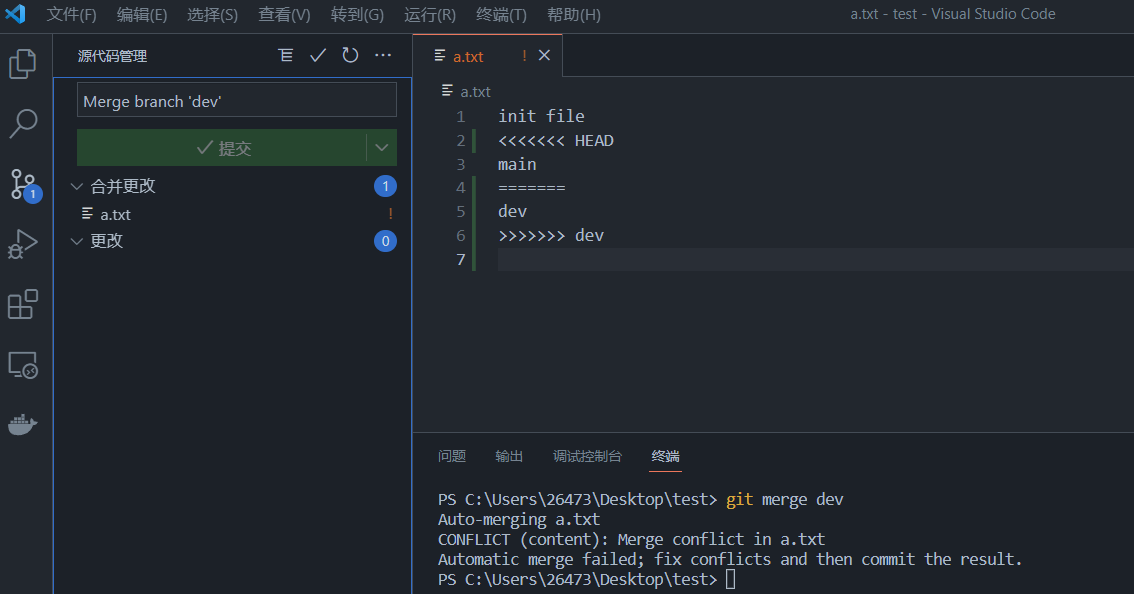 文件(F) 编辑(E) 选择(S) 查看(V) 转到(G) 运行(R) 终端(T) 帮助(H) a.txt - test - Visual Studio Code
源代码管理
Merge branch 'dev'
提交
合并更改 1
a.txt !
更改 0
1
a.txt !
a.txt
1 init file
2 <<<<<<< HEAD
3 main
4 =======
5 dev
6 >>>>>>> dev
7
问题 输出 调试控制台 终端
PS C:\Users\26473\Desktop\test> git merge dev
Auto-merging a.txt
CONFLICT (content): Merge conflict in a.txt
Automatic merge failed; fix conflicts and then commit the result.
PS C:\Users\26473\Desktop\test>